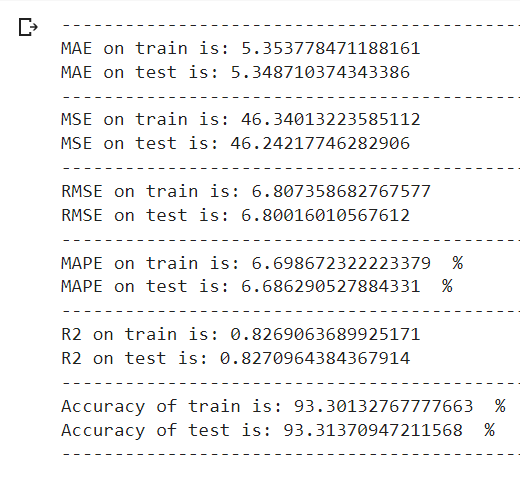 --------------------------------------------
MAE on train is: 5.353778471188161
MAE on test is: 5.348710374343386
--------------------------------------------
MSE on train is: 46.34013223585112
MSE on test is: 46.24217746282906
--------------------------------------------
RMSE on train is: 6.807358682767577
RMSE on test is: 6.80016010567612
--------------------------------------------
MAPE on train is: 6.698672322223379  %
MAPE on test is: 6.686290527884331  %
--------------------------------------------
R2 on train is: 0.8269063689925171
R2 on test is: 0.8270964384367914
--------------------------------------------
Accuracy of train is: 93.30132767777663  %
Accuracy of test is: 93.31370947211568  %
--------------------------------------------